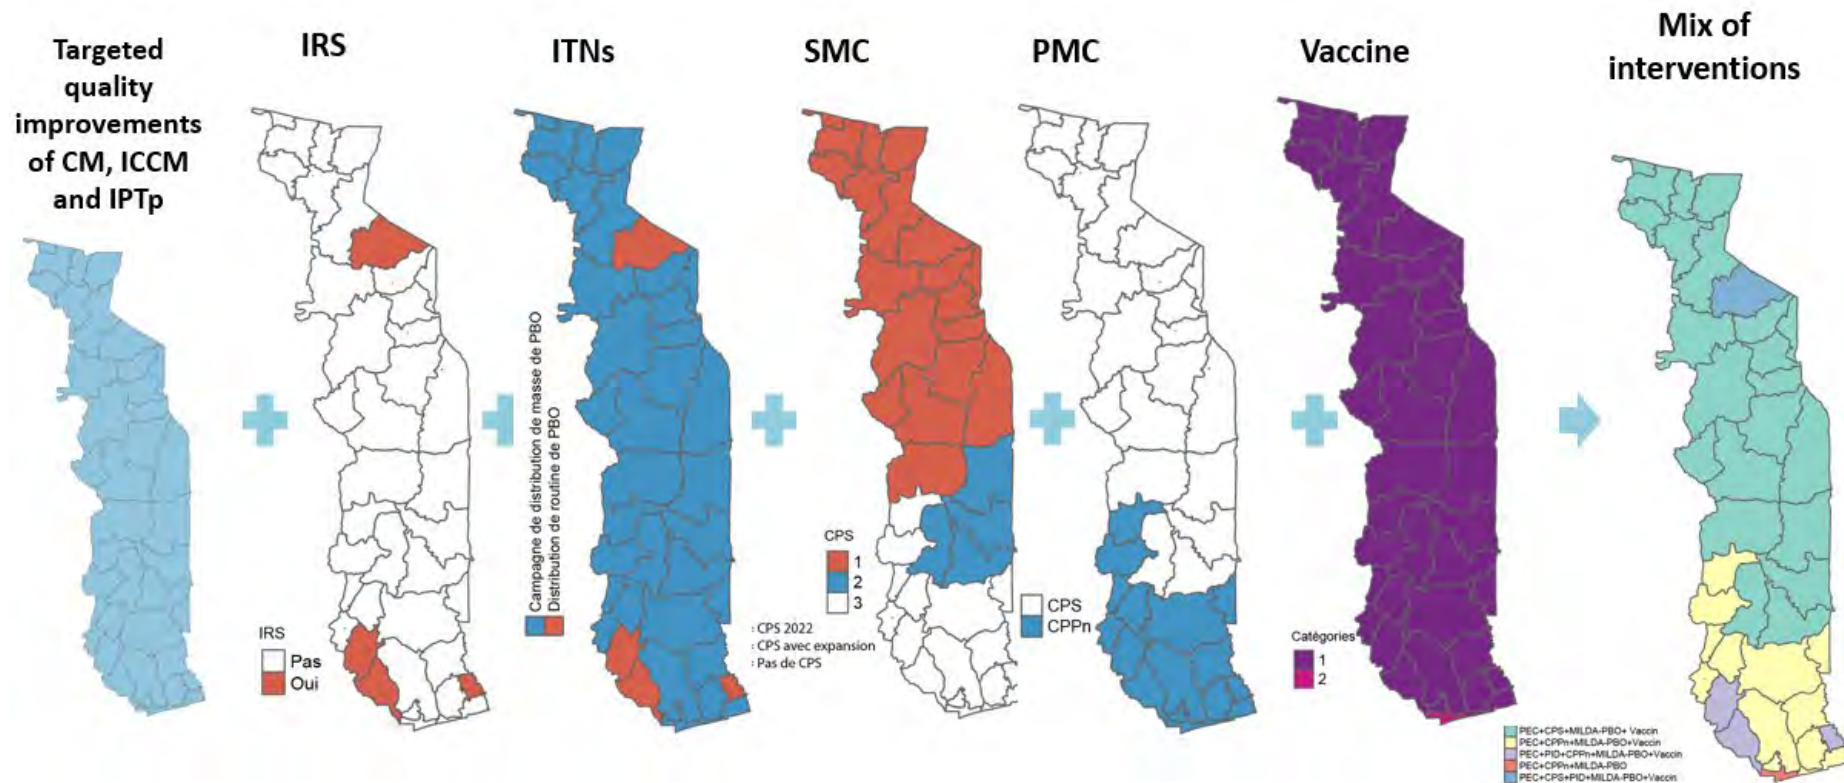 Targeted
quality
improvements
of CM, ICCM
and IPTp
IRS
ITNs
SMC
PMC
Vaccine
Mix of
interventions
IRS
Pas
Oui
Campagne de distribution de masse de PBO
Distribution de routine de PBO
CPS
1
2
3
: CPS 2022
: CPS avec expansion
: Pas de CPS
CPS
CPPn
Catégories
1
2
PEC+CPS+MILDA-PBO+ Vaccin
PEC+CPPn+MILDA-PBO+Vaccin
PEC+PID+CPPn+MILDA-PBO+Vaccin
PEC+CPPn+MILDA-PBO
PEC+CPS+PID+MILDA-PBO+Vaccin